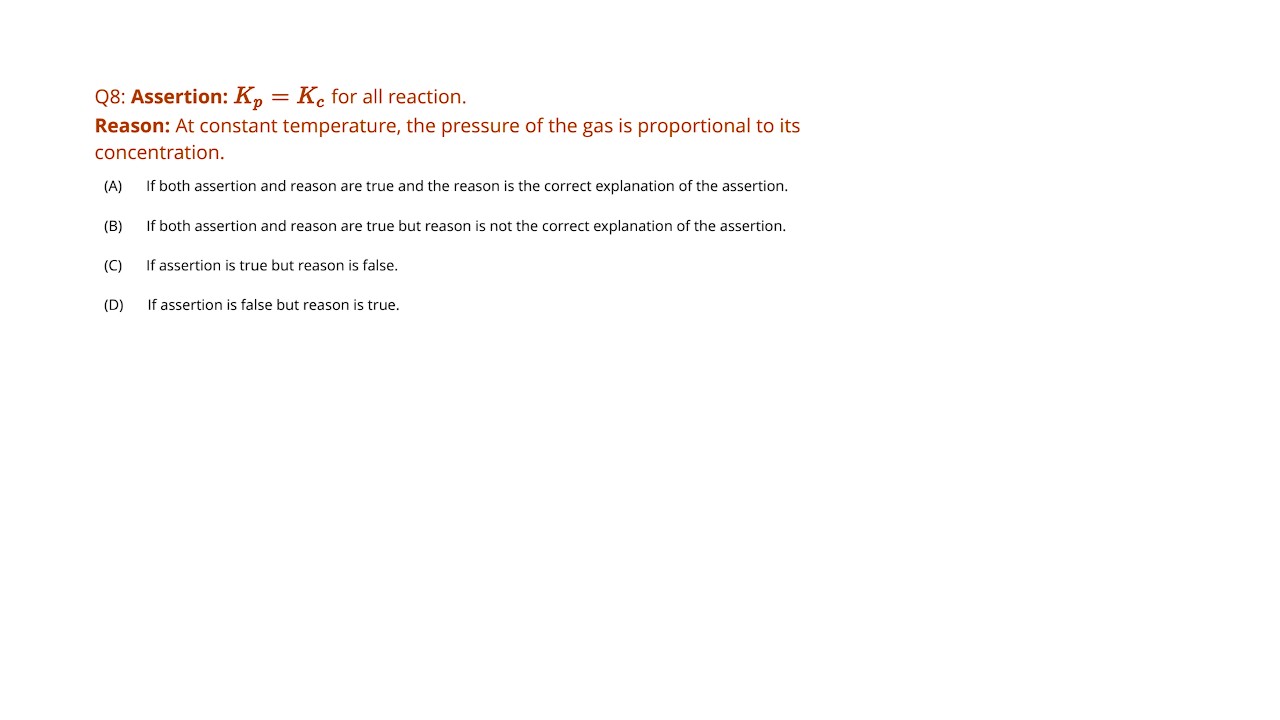 Q8: Assertion: $K_p = K_c$ for all reaction.
Reason: At constant temperature, the pressure of the gas is proportional to its
concentration.
(A) If both assertion and reason are true and the reason is the correct explanation of the assertion.
(B) If both assertion and reason are true but reason is not the correct explanation of the assertion.
(C) If assertion is true but reason is false.
(D) If assertion is false but reason is true.